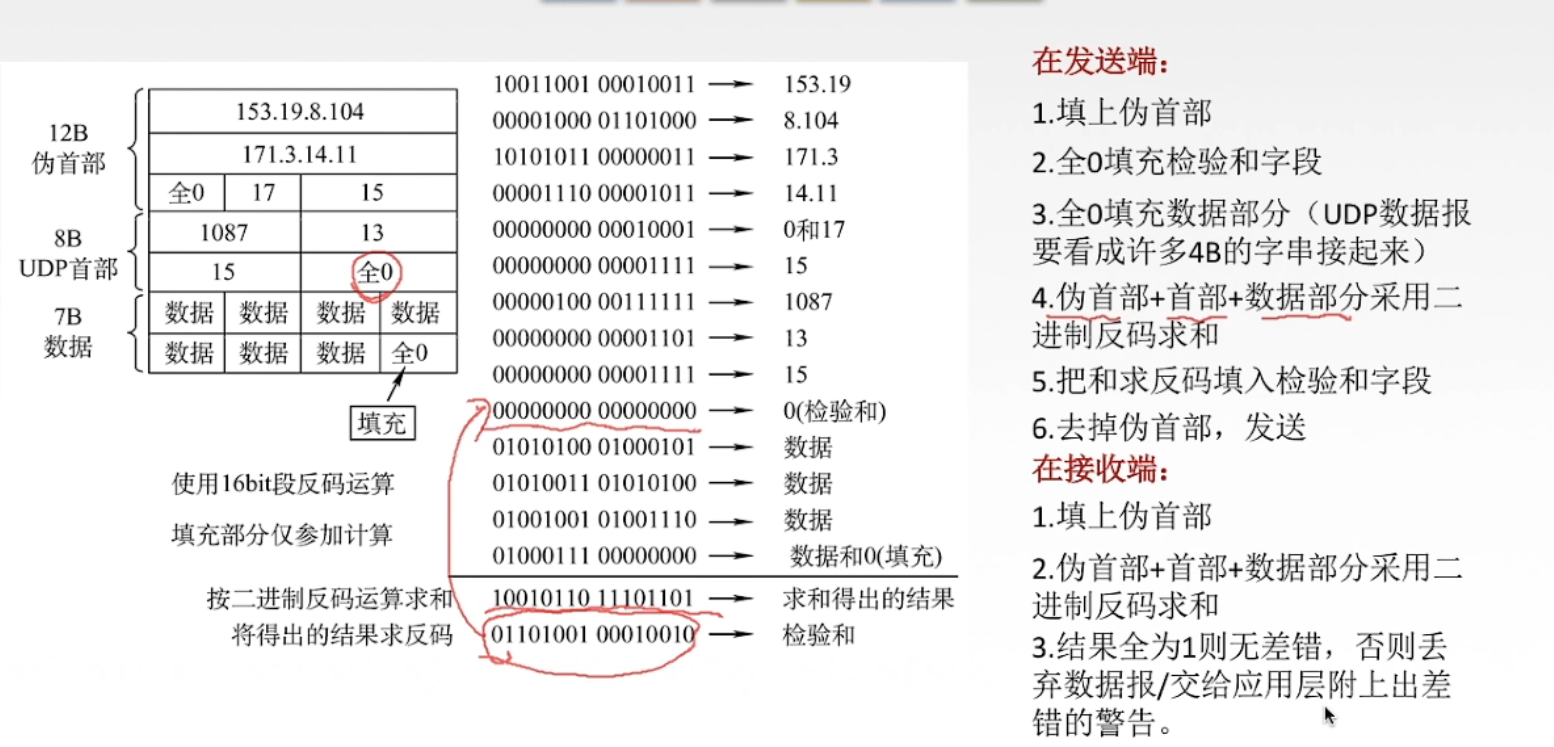 12B
伪首部
153.19.8.104
171.3.14.11
全0 17 15
8B
UDP首部
1087 13
15 全0
7B
数据
数据 数据 数据 数据
数据 数据 数据 全0
填充
使用16bit段反码运算
填充部分仅参加计算
10011001 00010011 → 153.19
00001000 01101000 → 8.104
10101011 00000011 → 171.3
00001110 00001011 → 14.11
00000000 00010001 → 0和17
00000000 00001111 → 15
00000100 00111111 → 1087
00000000 00001101 → 13
00000000 00001111 → 15
00000000 00000000 → 0(检验和)
01010100 01000101 → 数据
01010011 01010100 → 数据
01001001 01001110 → 数据
01000111 00000000 → 数据和0(填充)
按二进制反码运算求和 10010110 11101101 → 求和得出的结果
将得出的结果求反码 01101001 00010010 → 检验和
在发送端：
1.填上伪首部
2.全0填充检验和字段
3.全0填充数据部分（UDP数据报
要看成许多4B的字串接起来）
4.伪首部+首部+数据部分采用二
进制反码求和
5.把和求反码填入检验和字段
6.去掉伪首部，发送
在接收端：
1.填上伪首部
2.伪首部+首部+数据部分采用二
进制反码求和
3.结果全为1则无差错，否则丢
弃数据报/交给应用层附上出差
错的警告。